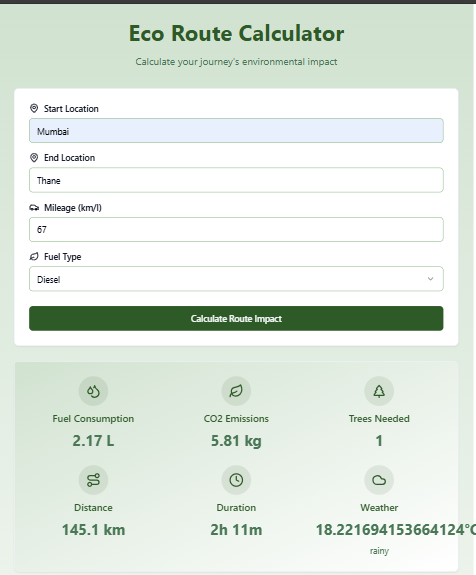 Eco Route Calculator
Calculate your journey's environmental impact
Start Location
Mumbai
End Location
Thane
Mileage (km/l)
67
Fuel Type
Diesel
Calculate Route Impact
Fuel Consumption CO2 Emissions Trees Needed
2.17 L 5.81 kg 1
Distance Duration Weather
145.1 km 2h 11m 18.221694153664124°C
rainy